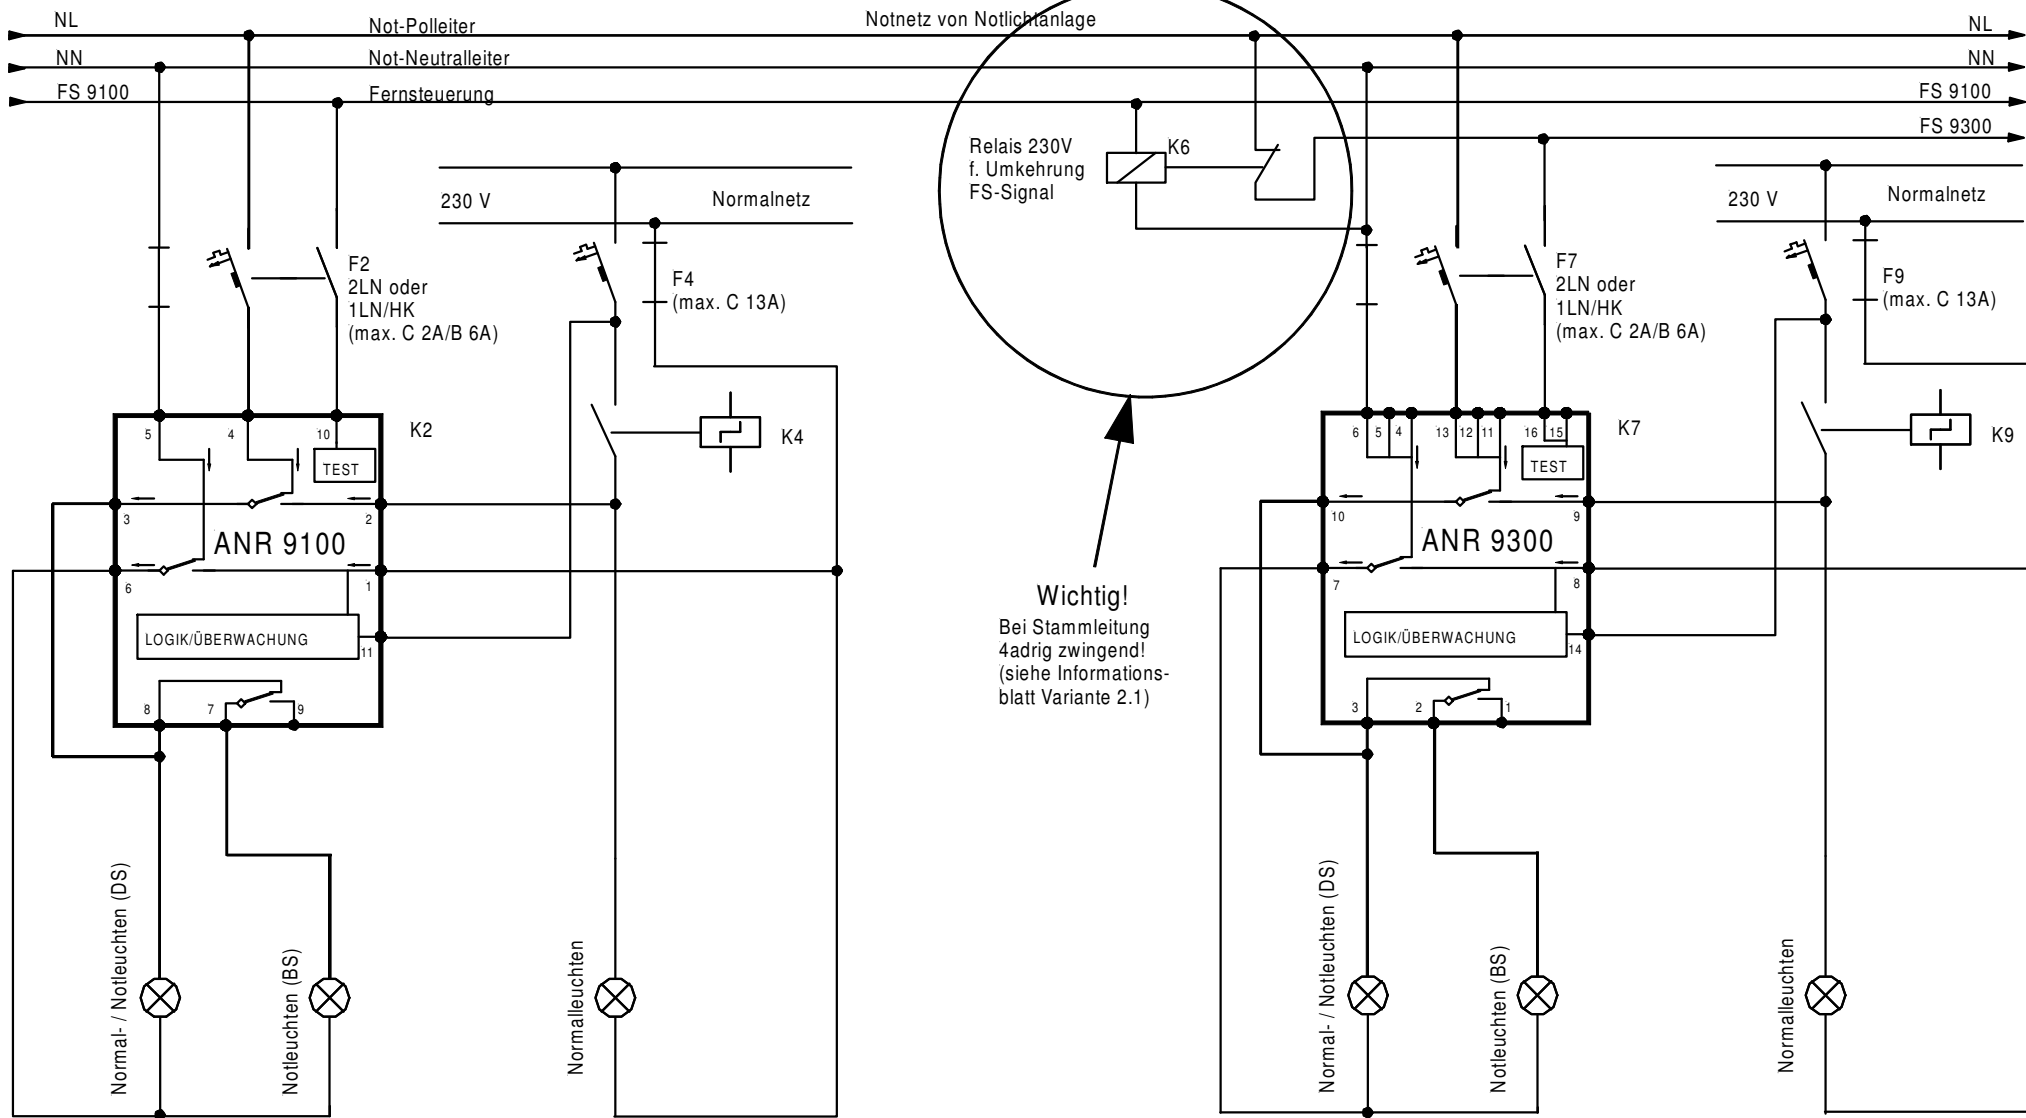 NL
Not-Polleiter
Notnetz von Notlichtanlage
NL
NN
Not-Neutralleiter
NN
FS 9100
Fernsteuerung
FS 9100
FS 9300
Relais 230V
f. Umkehrung
FS-Signal
K6
230 V
Normalnetz
230 V
Normalnetz
F2
2LN oder
1LN/HK
(max. C 2A/B 6A)
F4
(max. C 13A)
F7
2LN oder
1LN/HK
(max. C 2A/B 6A)
F9
(max. C 13A)
5
4
10
K2
TEST
3
2
ANR 9100
6
1
LOGIK/ÜBERWACHUNG
11
8
7
9
K4
6
5
4
13
12
11
16
15
K7
TEST
10
9
ANR 9300
7
8
LOGIK/ÜBERWACHUNG
14
3
2
1
K9
Wichtig!
Bei Stammleitung
4adrig zwingend!
(siehe Informations-
blatt Variante 2.1)
Normal- / Notleuchten (DS)
Notleuchten (BS)
Normalleuchten
Normal- / Notleuchten (DS)
Notleuchten (BS)
Normalleuchten